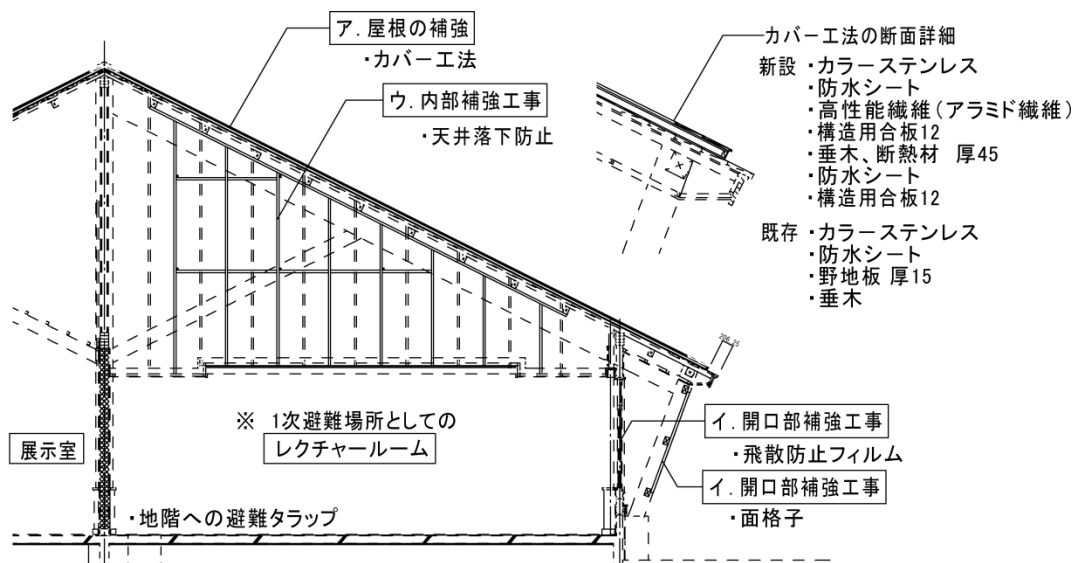 ア.屋根の補強
・カバー工法
ウ.内部補強工事
・天井落下防止
カバー工法の断面詳細
新設 ・カラーステンレス
・防水シート
・高性能繊維(アラミド繊維)
・構造用合板12
・垂木、断熱材 厚45
・防水シート
・構造用合板12
既存 ・カラーステンレス
・防水シート
・野地板 厚15
・垂木
206.25
※ 1次避難場所としての
レクチャールーム
展示室
イ.開口部補強工事
・飛散防止フィルム
イ.開口部補強工事
・面格子
・地階への避難タラップ